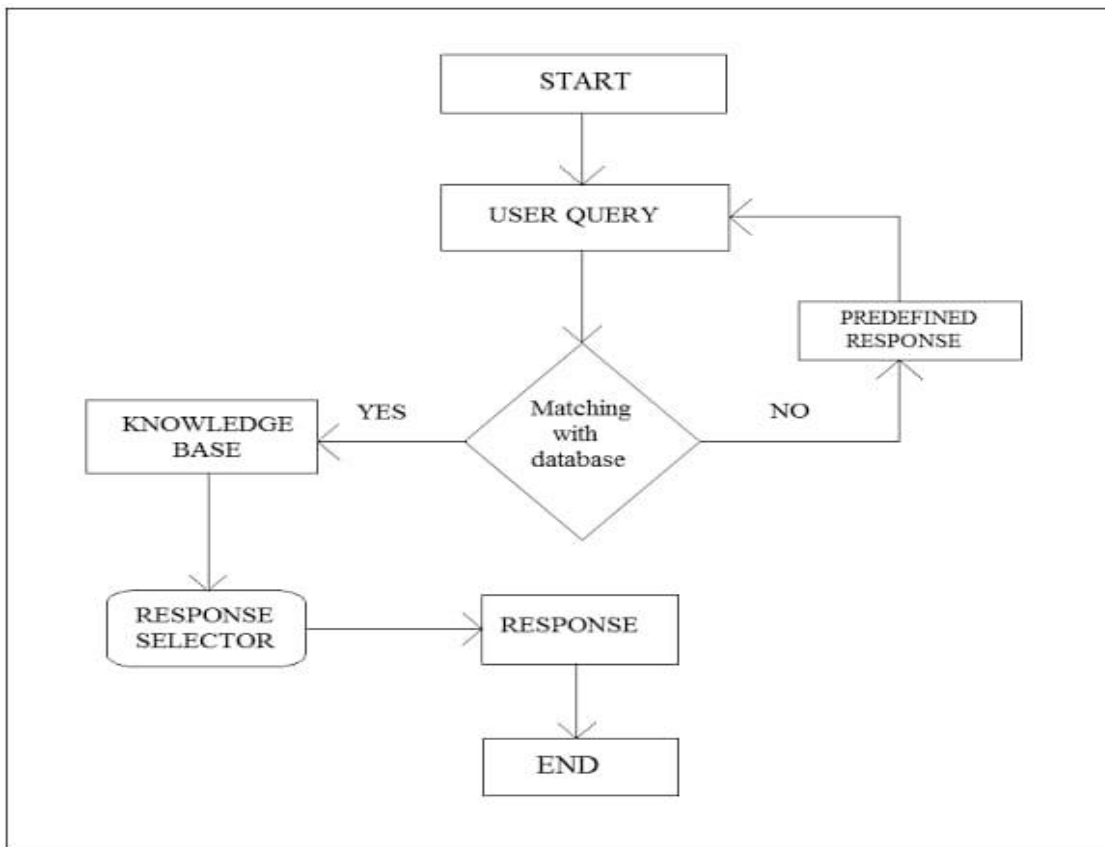 START
USER QUERY
PREDEFINED
RESPONSE
YES
Matching
with
database
NO
KNOWLEDGE
BASE
RESPONSE
SELECTOR
RESPONSE
END